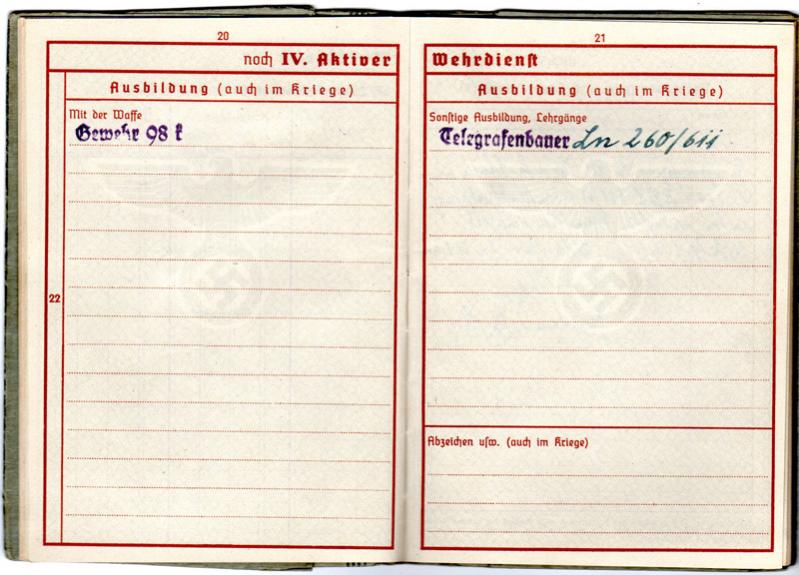 20
noch IV. Aktiver
Ausbildung (auch im Kriege)
Mit der Waffe
Gewehr 98 k
22
21
Wehrdienst
Ausbildung (auch im Kriege)
Sonstige Ausbildung, Lehrgänge
Telegrafenbauer Ln 260/6ii
Abzeichen usw. (auch im Kriege)